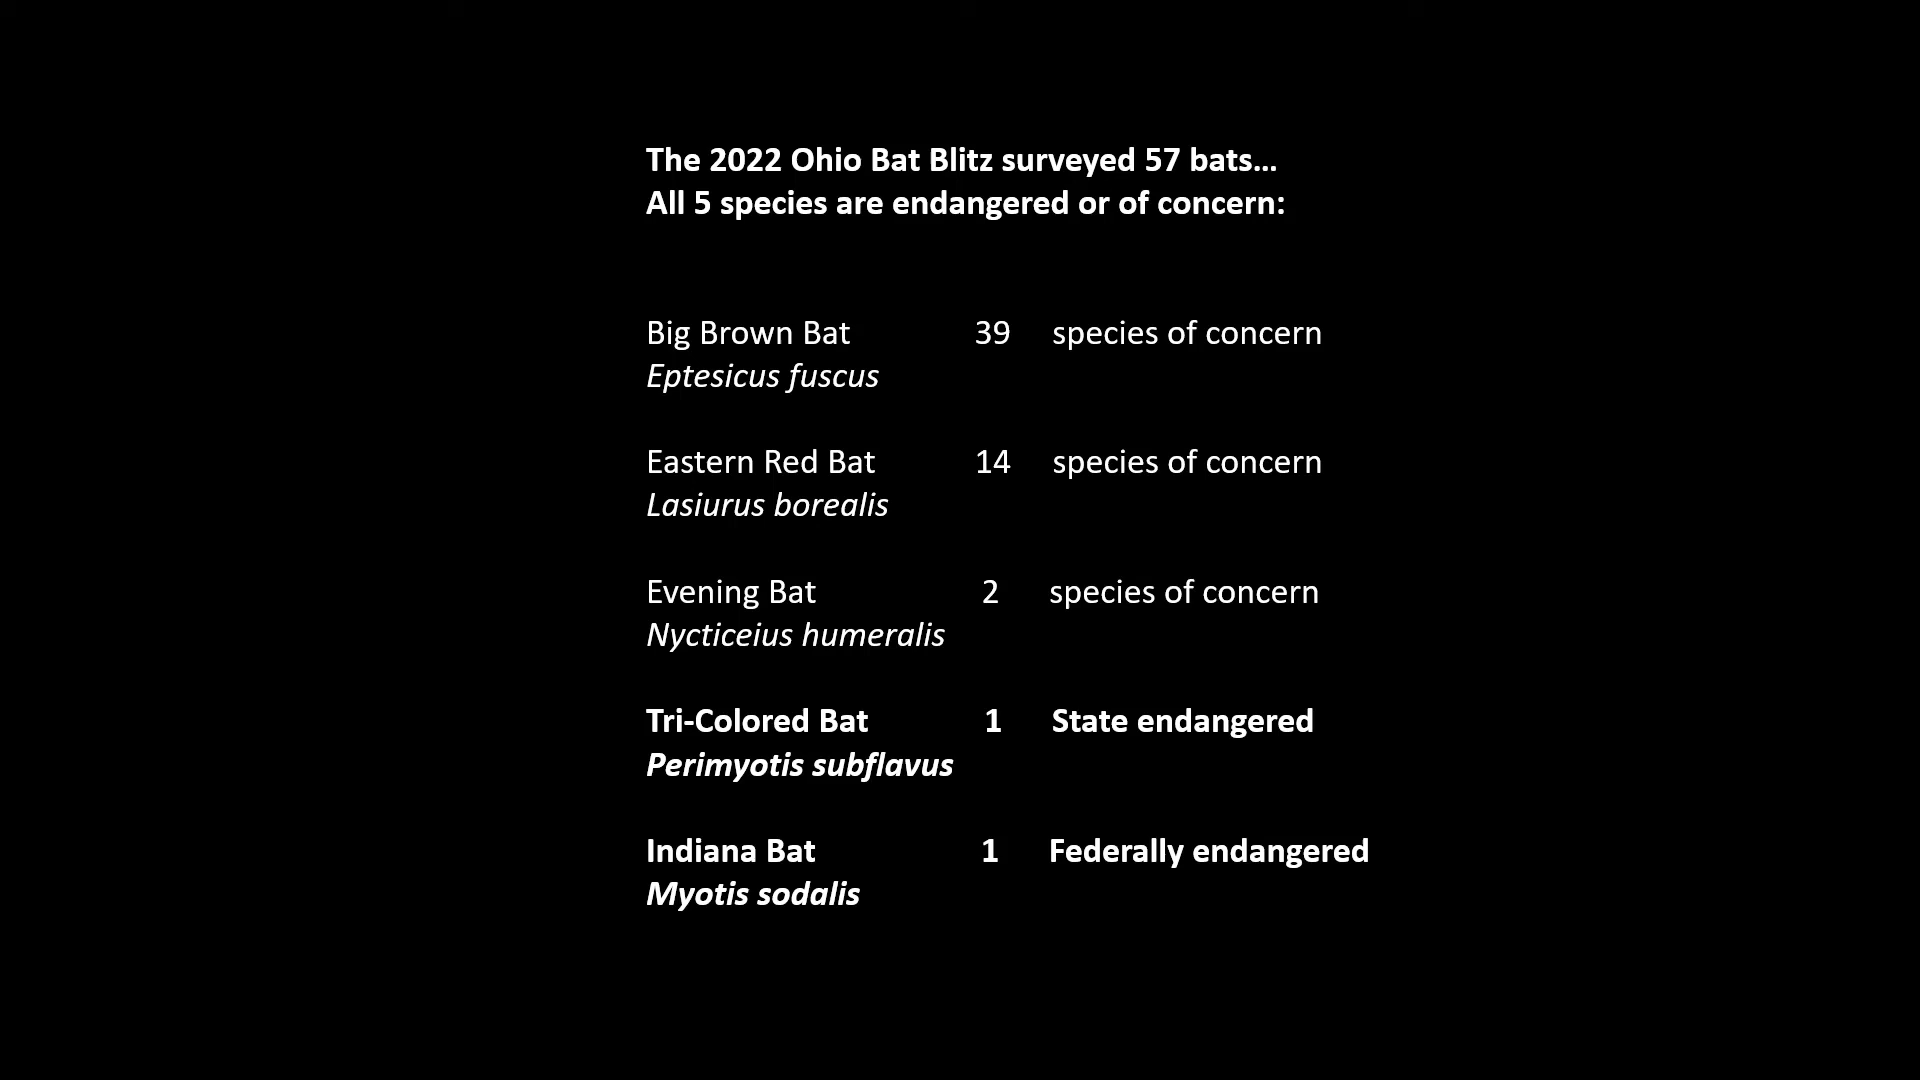 The 2022 Ohio Bat Blitz surveyed 57 bats…
All 5 species are endangered or of concern:
Big Brown Bat 39 species of concern
Eptesicus fuscus
Eastern Red Bat 14 species of concern
Lasiurus borealis
Evening Bat 2 species of concern
Nycticeius humeralis
Tri-Colored Bat 1 State endangered
Perimyotis subflavus
Indiana Bat 1 Federally endangered
Myotis sodalis